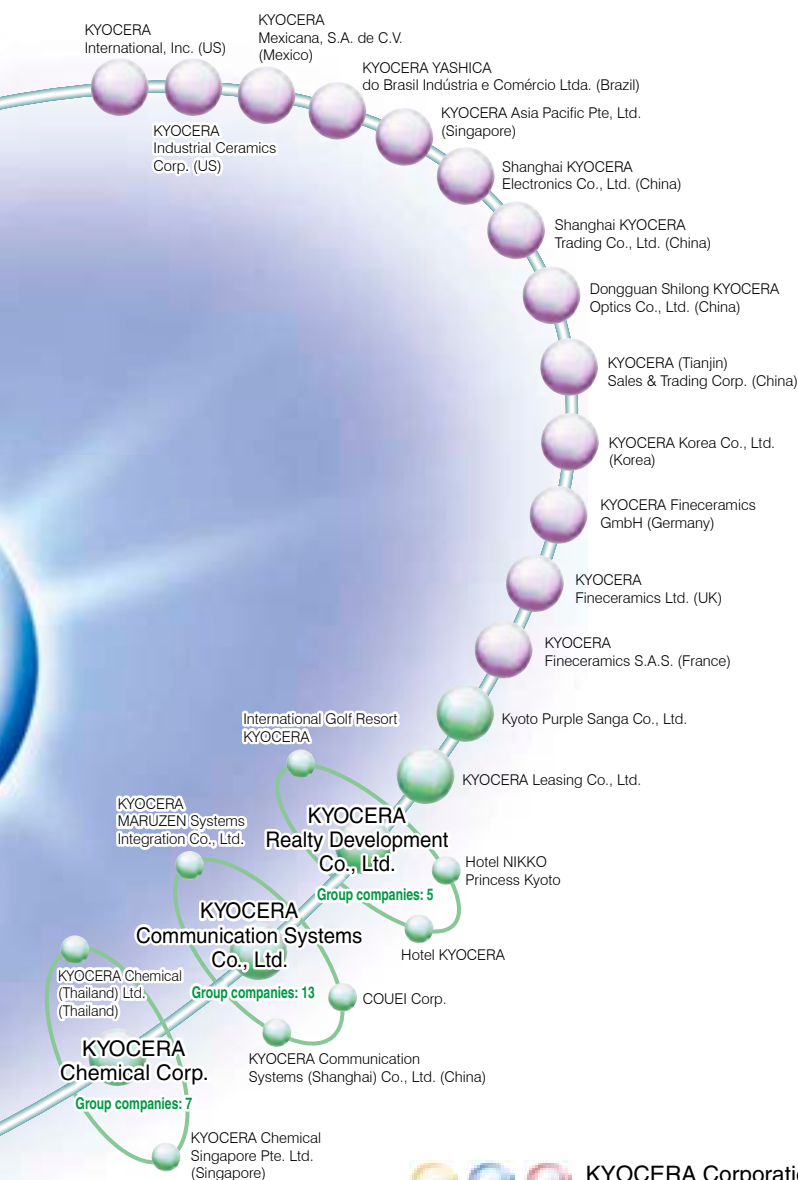 KYOCERA
International, Inc. (US)
KYOCERA
Mexicana, S.A. de C.V.
(Mexico)
KYOCERA YASHICA
do Brasil Indústria e Comércio Ltda. (Brazil)
KYOCERA
Industrial Ceramics
Corp. (US)
KYOCERA Asia Pacific Pte, Ltd.
(Singapore)
Shanghai KYOCERA
Electronics Co., Ltd. (China)
Shanghai KYOCERA
Trading Co., Ltd. (China)
Dongguan Shilong KYOCERA
Optics Co., Ltd. (China)
KYOCERA (Tianjin)
Sales & Trading Corp. (China)
KYOCERA Korea Co., Ltd.
(Korea)
KYOCERA Fineceramics
GmbH (Germany)
KYOCERA
Fineceramics Ltd. (UK)
KYOCERA
Fineceramics S.A.S. (France)
Kyoto Purple Sanga Co., Ltd.
KYOCERA Leasing Co., Ltd.
International Golf Resort
KYOCERA
KYOCERA
Realty Development
Co., Ltd.
Group companies: 5
Hotel NIKKO
Princess Kyoto
Hotel KYOCERA
KYOCERA
MARUZEN Systems
Integration Co., Ltd.
KYOCERA
Communication Systems
Co., Ltd.
Group companies: 13
COUEI Corp.
KYOCERA Communication
Systems (Shanghai) Co., Ltd. (China)
KYOCERA Chemical
(Thailand) Ltd.
(Thailand)
KYOCERA
Chemical Corp.
Group companies: 7
KYOCERA Chemical
Singapore Pte. Ltd.
(Singapore)
KYOCERA Corporatio